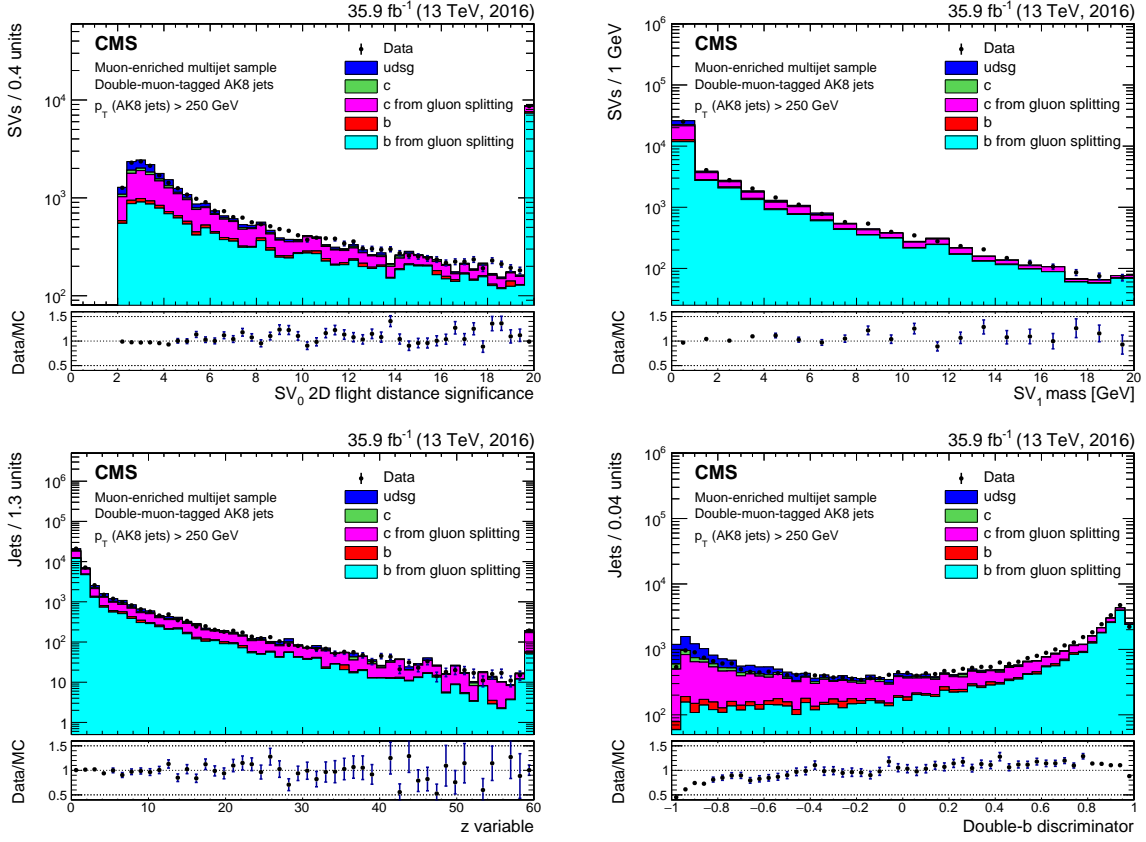 35.9 fb⁻¹ (13 TeV, 2016)
CMS
Muon-enriched multijet sample
Double-muon-tagged AK8 jets
p_T (AK8 jets) > 250 GeV
Data
udsg
c
c from gluon splitting
b
b from gluon splitting
SVs / 0.4 units
10⁴
10³
10²
Data/MC
1.5
1
0.5
0 2 4 6 8 10 12 14 16 18 20
SV₀ 2D flight distance significance
35.9 fb⁻¹ (13 TeV, 2016)
CMS
Muon-enriched multijet sample
Double-muon-tagged AK8 jets
p_T (AK8 jets) > 250 GeV
Data
udsg
c
c from gluon splitting
b
b from gluon splitting
SVs / 1 GeV
10⁶
10⁵
10⁴
10³
10²
Data/MC
1.5
1
0.5
0 2 4 6 8 10 12 14 16 18 20
SV₁ mass [GeV]
35.9 fb⁻¹ (13 TeV, 2016)
CMS
Muon-enriched multijet sample
Double-muon-tagged AK8 jets
p_T (AK8 jets) > 250 GeV
Data
udsg
c
c from gluon splitting
b
b from gluon splitting
Jets / 1.3 units
10⁶
10⁵
10⁴
10³
10²
10
1
Data/MC
1.5
1
0.5
0 10 20 30 40 50 60
z variable
35.9 fb⁻¹ (13 TeV, 2016)
CMS
Muon-enriched multijet sample
Double-muon-tagged AK8 jets
p_T (AK8 jets) > 250 GeV
Data
udsg
c
c from gluon splitting
b
b from gluon splitting
Jets / 0.04 units
10⁶
10⁵
10⁴
10³
10²
Data/MC
1.5
1
0.5
−1 −0.8 −0.6 −0.4 −0.2 0 0.2 0.4 0.6 0.8 1
Double-b discriminator